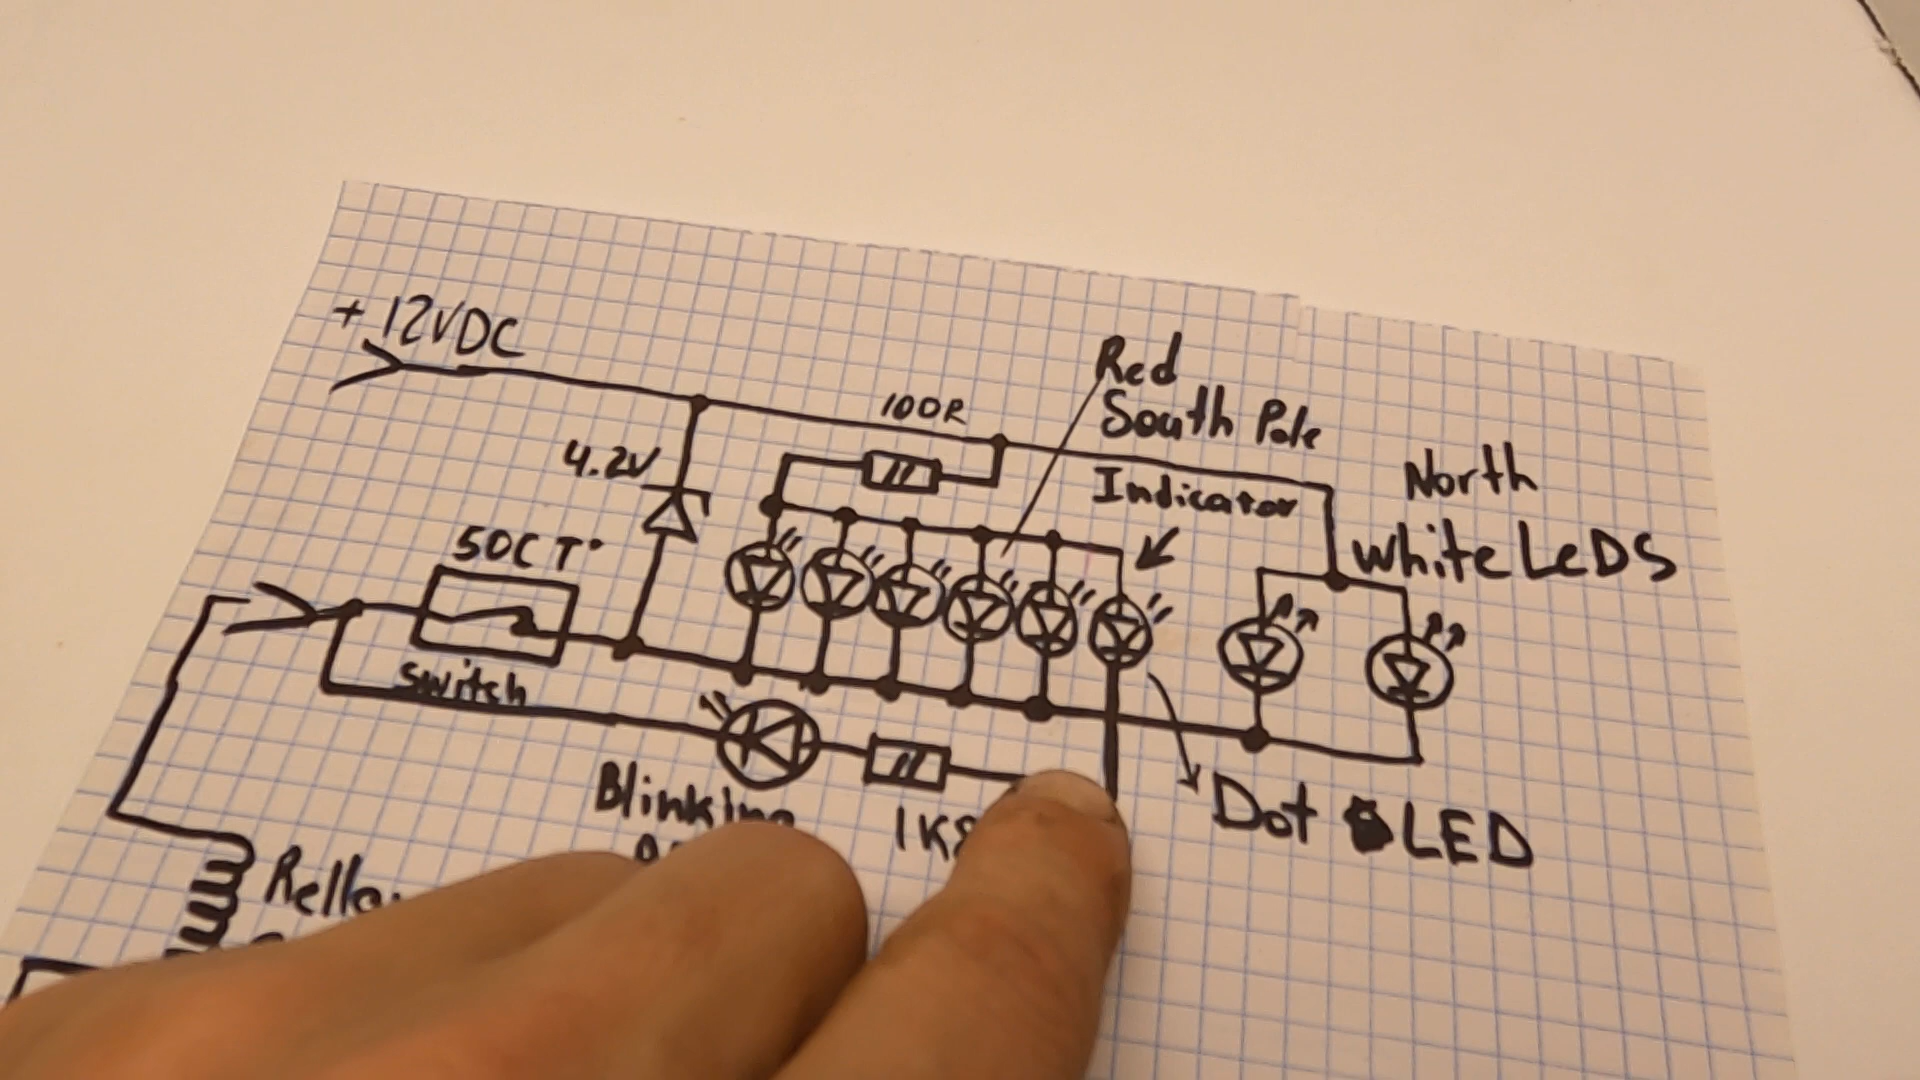 +12VDC
100R
Red
South Pole
Indicator
North
White LeDS
4.2V
50C T°
Switch
Dot LED